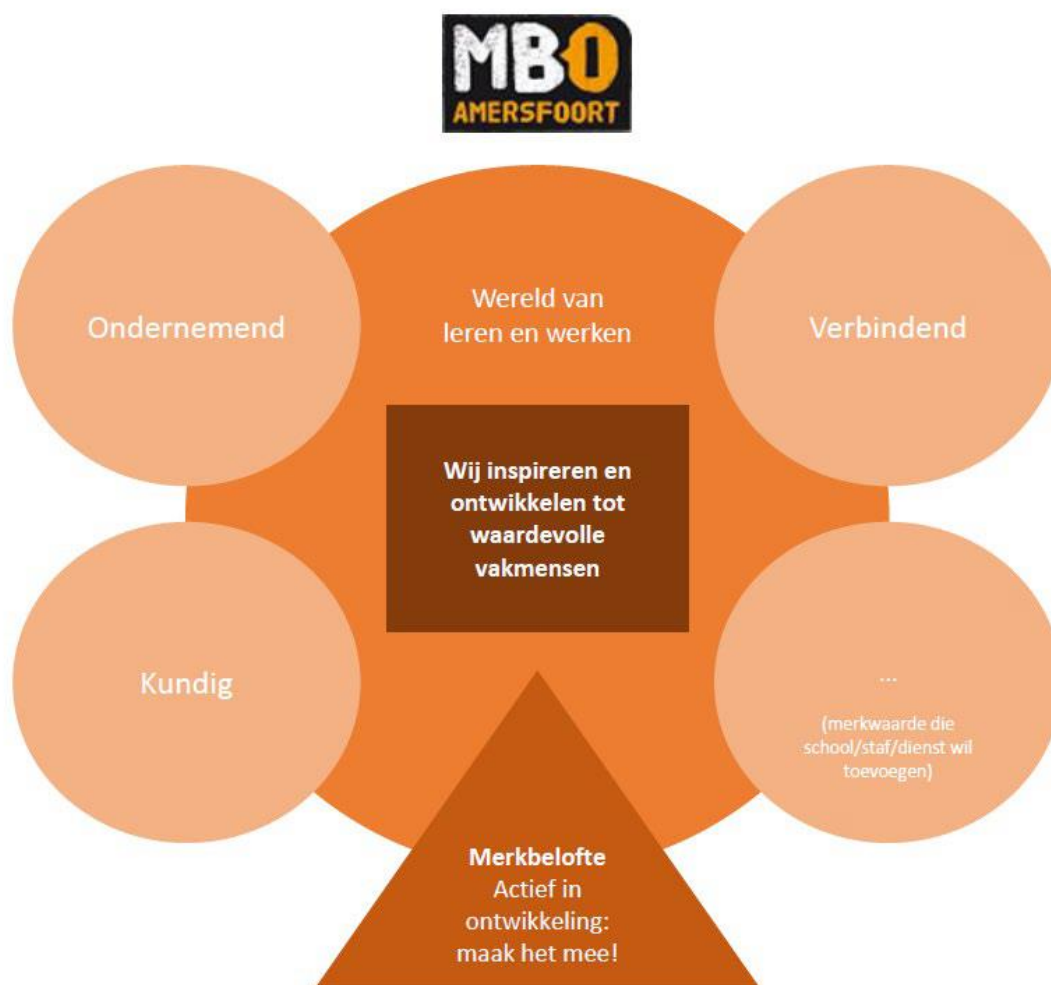 MBO
AMERSFOORT
Ondernemend
Wereld van
leren en werken
Verbindend
Wij inspireren en
ontwikkelen tot
waardevolle
vakmensen
Kundig
...
(merkwaarde die
school/staf/dienst wil
toevoegen)
Merkbelofte
Actief in
ontwikkeling:
maak het mee!